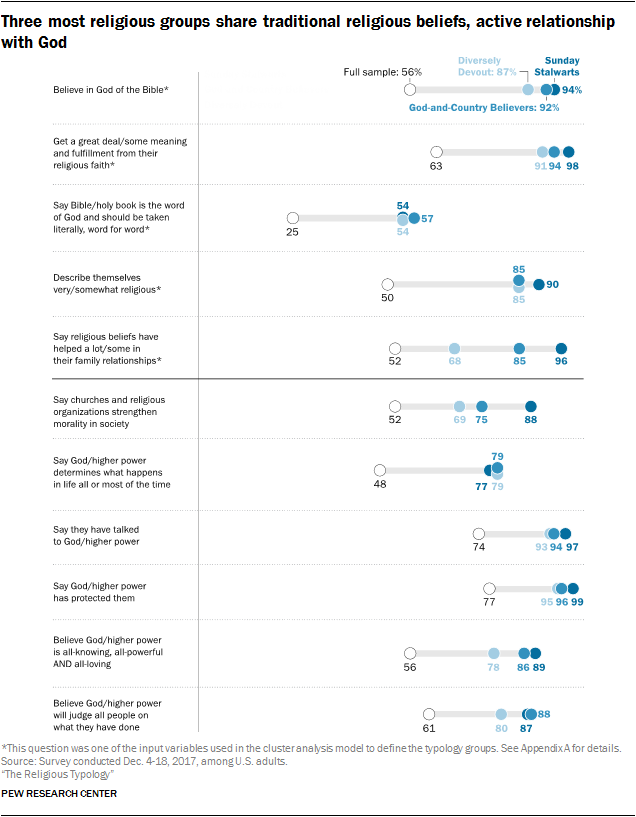 Three most religious groups share traditional religious beliefs, active relationship
with God
Full sample: 56%
Diversely
Devout: 87%
Sunday
Stalwarts
Believe in God of the Bible*
94%
God-and-Country Believers: 92%
Get a great deal/some meaning
and fulfillment from their
religious faith*
63
91 94 98
Say Bible/holy book is the word
of God and should be taken
literally, word for word*
54
57
25
54
Describe themselves
very/somewhat religious*
85
90
50
85
Say religious beliefs have
helped a lot/some in
their family relationships*
52
68
85
96
Say churches and religious
organizations strengthen
morality in society
52
69
75
88
Say God/higher power
determines what happens
in life all or most of the time
79
48
77 79
Say they have talked
to God/higher power
74
93 94 97
Say God/higher power
has protected them
77
95 96 99
Believe God/higher power
is all-knowing, all-powerful
AND all-loving
56
78
86 89
Believe God/higher power
will judge all people on
what they have done
88
61
80
87
*This question was one of the input variables used in the cluster analysis model to define the typology groups. See Appendix A for details.
Source: Survey conducted Dec. 4-18, 2017, among U.S. adults.
“The Religious Typology”
PEW RESEARCH CENTER